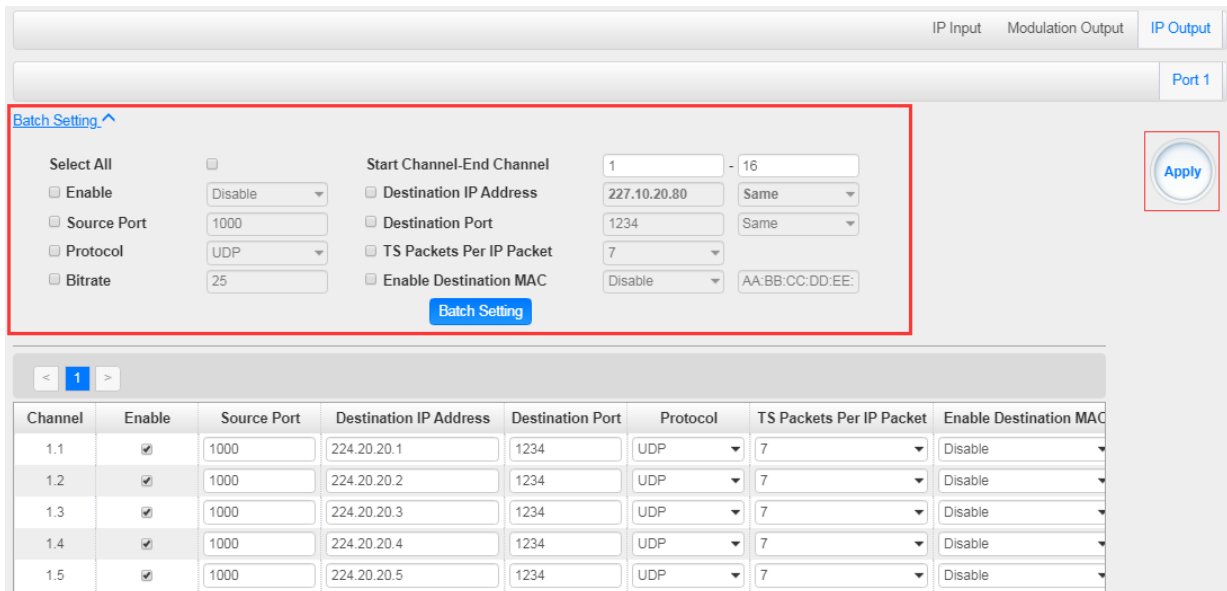 IP Input Modulation Output IP Output
Port 1
Batch Setting
Select All Start Channel-End Channel 1 - 16
Enable Disable Destination IP Address 227.10.20.80 Same
Source Port 1000 Destination Port 1234 Same
Protocol UDP TS Packets Per IP Packet 7
Bitrate 25 Enable Destination MAC Disable AA:BB:CC:DD:EE:
Batch Setting
Apply
< 1 >
Channel Enable Source Port Destination IP Address Destination Port Protocol TS Packets Per IP Packet Enable Destination MAC
1.1 1000 224.20.20.1 1234 UDP 7 Disable
1.2 1000 224.20.20.2 1234 UDP 7 Disable
1.3 1000 224.20.20.3 1234 UDP 7 Disable
1.4 1000 224.20.20.4 1234 UDP 7 Disable
1.5 1000 224.20.20.5 1234 UDP 7 Disable